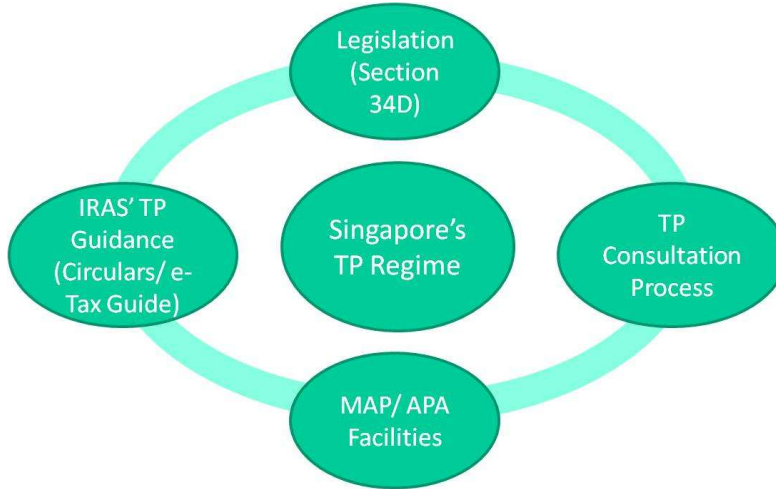 Legislation
(Section
34D)
IRAS’ TP
Guidance
(Circulars/ e-
Tax Guide)
Singapore’s
TP Regime
TP
Consultation
Process
MAP/ APA
Facilities